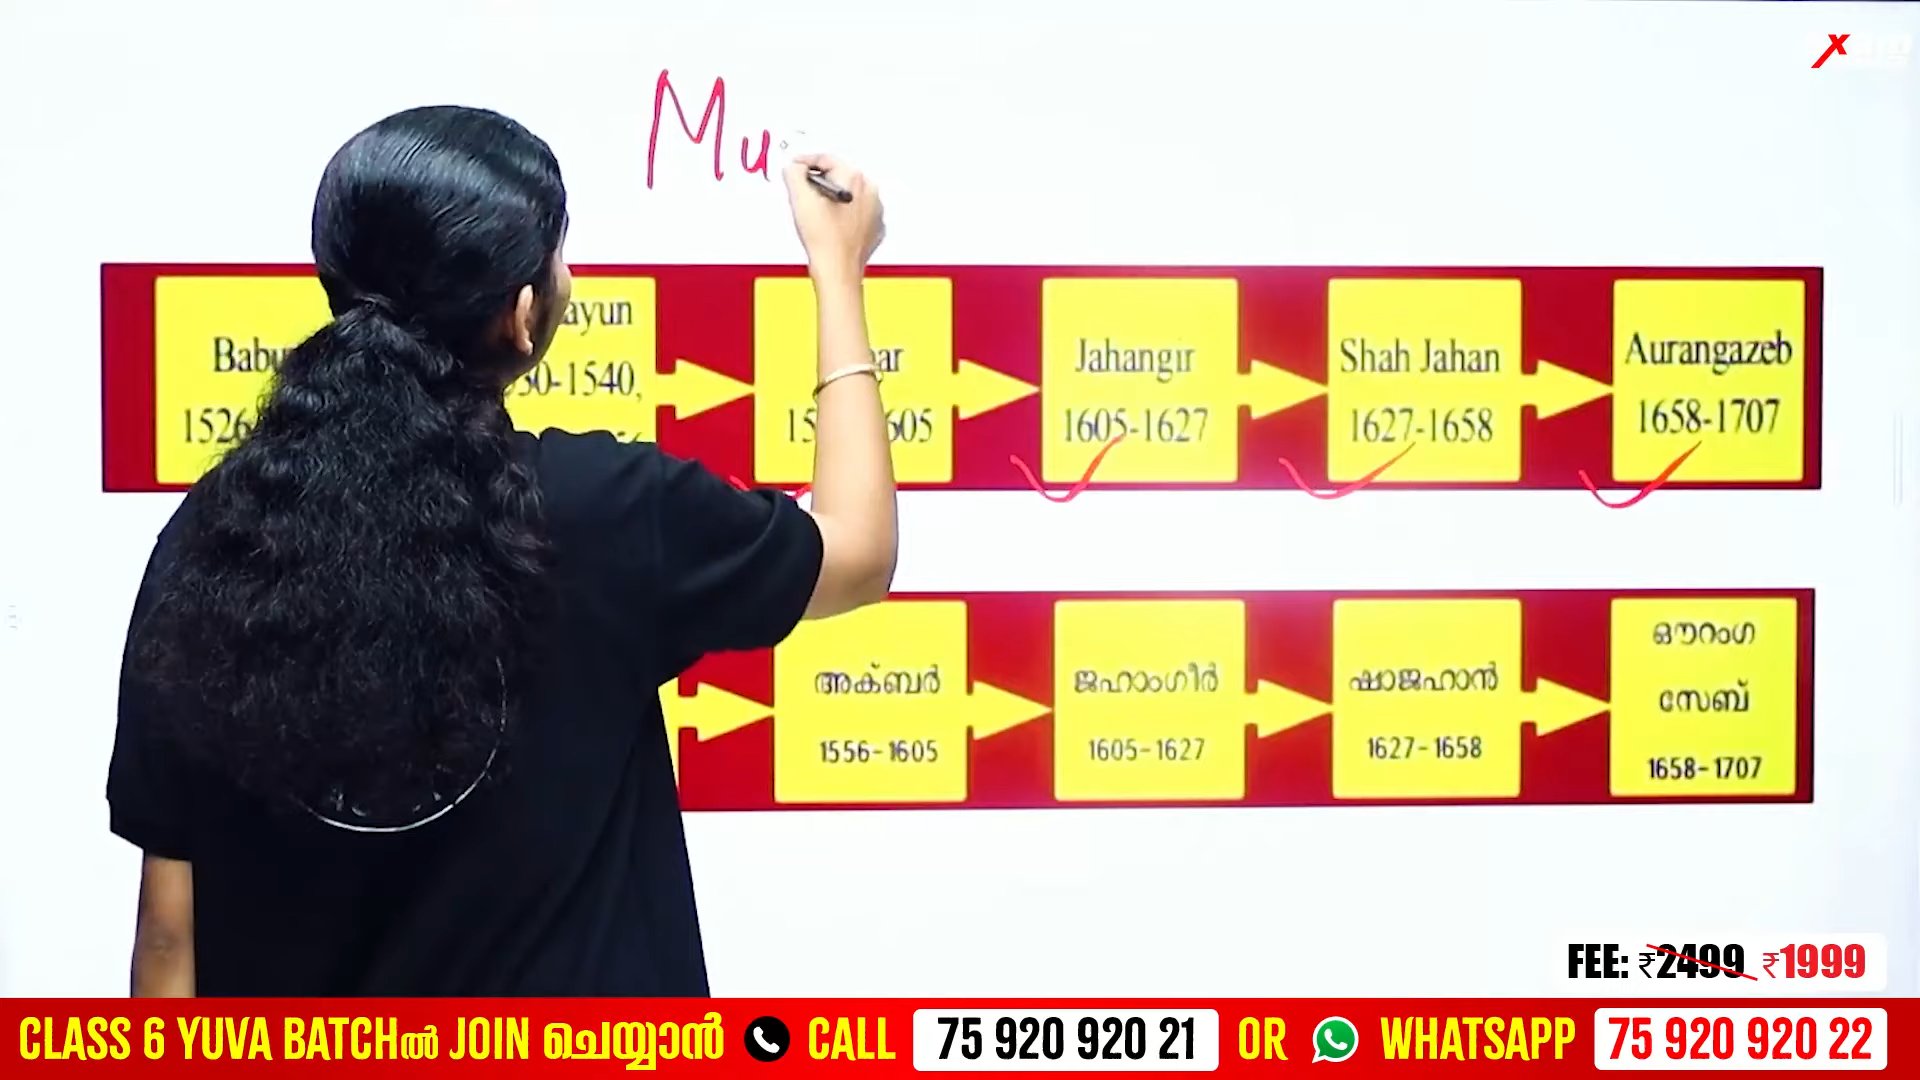 Mu
ayun
Jahangir
Shah Jahan
Aurangazeb
1605-1627
1627-1658
1658-1707
അക്ബർ
ജഹാംഗീർ
ഷാജഹാൻ
ഔറംഗ
സേബ്
1556-1605
1605-1627
1627-1658
1658-1707
FEE: ₹2499 ₹1999
CLASS 6 YUVA BATCHൽ JOIN ചെയ്യാൻ CALL 75 920 920 21 OR WHATSAPP 75 920 920 22